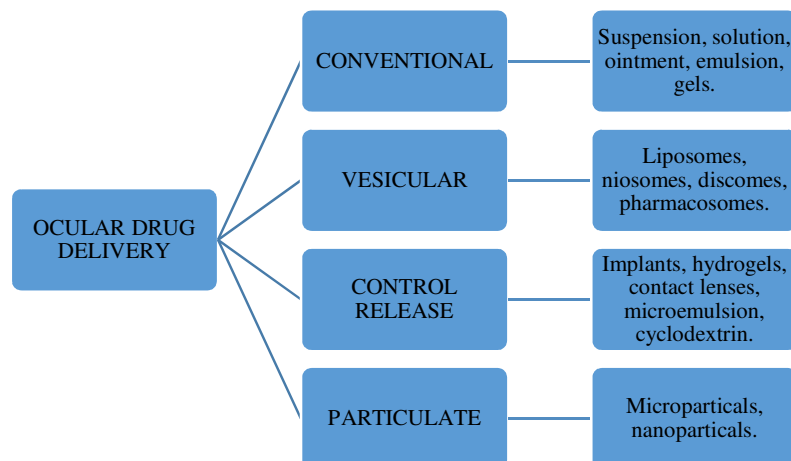 OCULAR DRUG
DELIVERY
CONVENTIONAL
Suspension, solution,
ointment, emulsion,
gels.
VESICULAR
Liposomes,
niosomes, discomes,
pharmacosomes.
CONTROL
RELEASE
Implants, hydrogels,
contact lenses,
microemulsion,
cyclodextrin.
PARTICULATE
Microparticals,
nanoparticals.